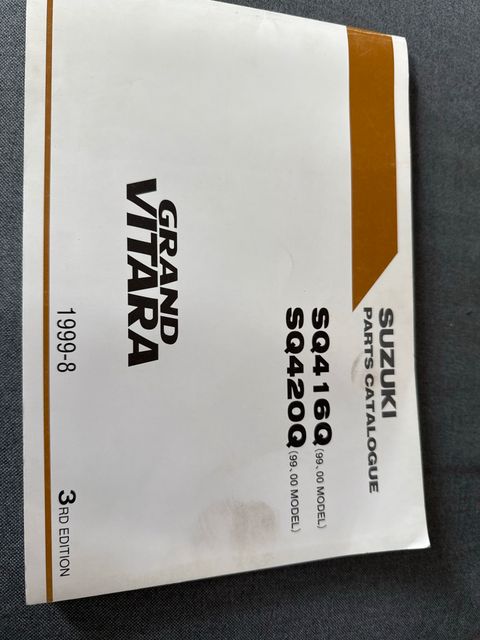 SUZUKI
PARTS CATALOGUE
SQ416Q (99, 00 MODEL)
SQ420Q (99, 00 MODEL)
GRAND
VITARA
1999-8
3RD EDITION